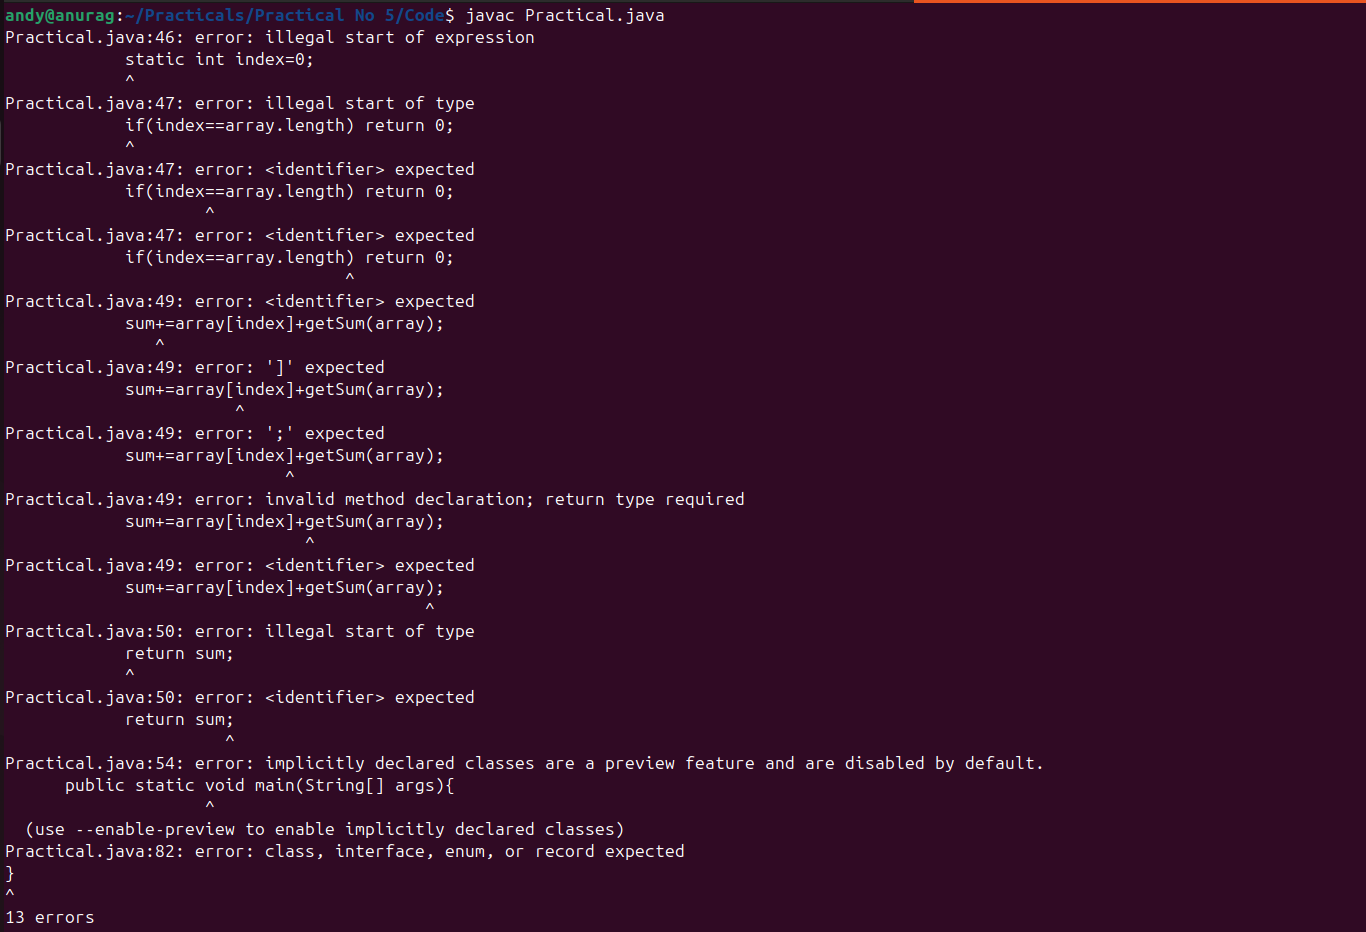 andy@anurag:~/Practicals/Practical No 5/Code$ javac Practical.java
Practical.java:46: error: illegal start of expression
            static int index=0;
            ^
Practical.java:47: error: illegal start of type
            if(index==array.length) return 0;
            ^
Practical.java:47: error: <identifier> expected
            if(index==array.length) return 0;
                    ^
Practical.java:47: error: <identifier> expected
            if(index==array.length) return 0;
                                  ^
Practical.java:49: error: <identifier> expected
            sum+=array[index]+getSum(array);
               ^
Practical.java:49: error: ']' expected
            sum+=array[index]+getSum(array);
                       ^
Practical.java:49: error: ';' expected
            sum+=array[index]+getSum(array);
                            ^
Practical.java:49: error: invalid method declaration; return type required
            sum+=array[index]+getSum(array);
                              ^
Practical.java:49: error: <identifier> expected
            sum+=array[index]+getSum(array);
                                          ^
Practical.java:50: error: illegal start of type
            return sum;
            ^
Practical.java:50: error: <identifier> expected
            return sum;
                      ^
Practical.java:54: error: implicitly declared classes are a preview feature and are disabled by default.
      public static void main(String[] args){
                    ^
  (use --enable-preview to enable implicitly declared classes)
Practical.java:82: error: class, interface, enum, or record expected
}
^
13 errors